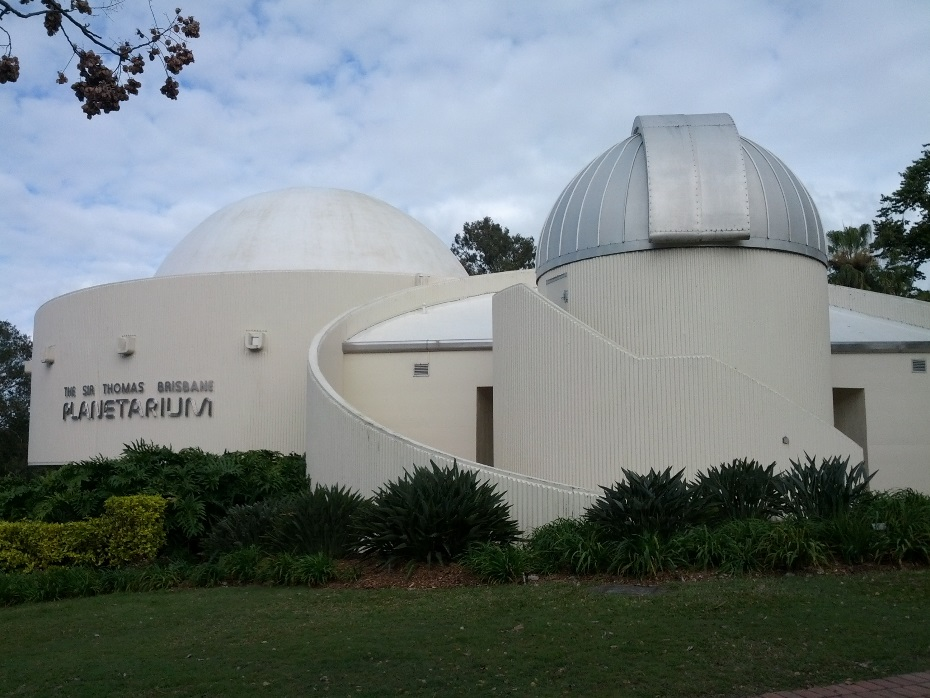 THE SIR THOMAS BRISBANE
PLANETARIUM